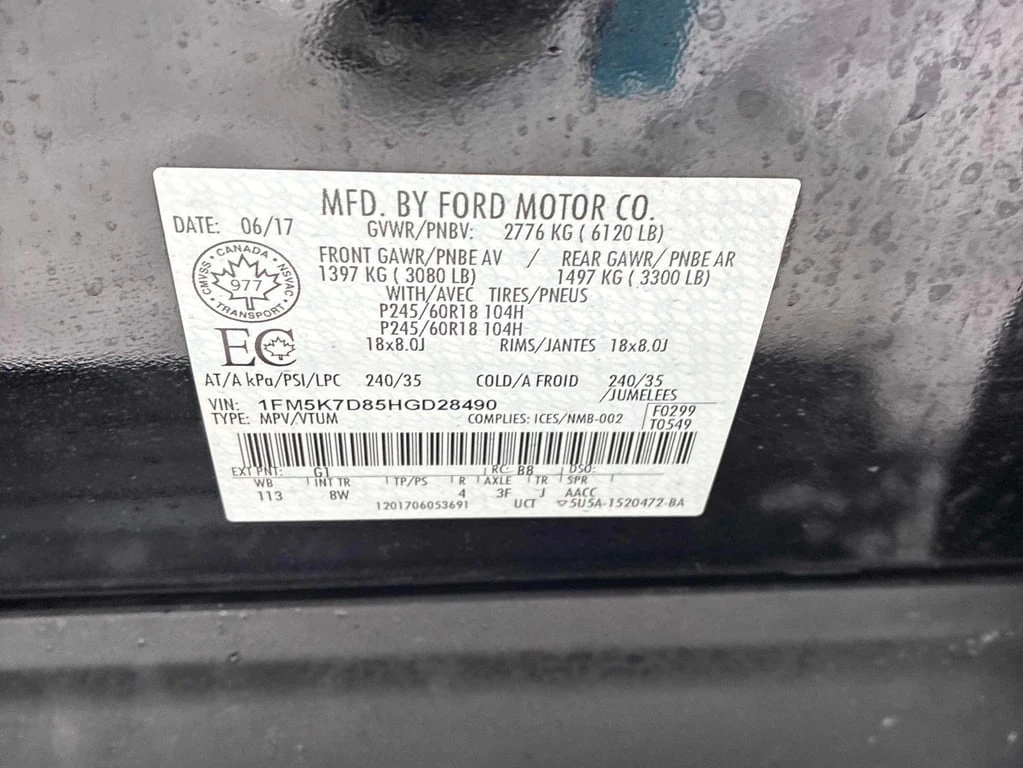 MFD. BY FORD MOTOR CO.
DATE: 06/17 GVWR/PNBV: 2776 KG ( 6120 LB)
FRONT GAWR/PNBE AV / REAR GAWR/ PNBE AR
1397 KG ( 3080 LB) 1497 KG ( 3300 LB)
WITH/AVEC TIRES/PNEUS
P245/60R18 104H
P245/60R18 104H
18x8.0J RIMS/JANTES 18x8.0J
CANADA
CMVSS 977 NSVAC
TRANSPORT
EC
AT/A kPa/PSI/LPC 240/35 COLD/A FROID 240/35
/JUMELEES
VIN: 1FM5K7D85HGD28490
TYPE: MPV/VTUM COMPLIES: ICES/NMB-002
F0299
T0549
EXT PNT: G1 RC: B8 DSO:
WB INT TR TP/PS R AXLE TR SPR
113 8W 4 3F J AACC
1201706053691 UCT ▽5U5A-1520472-BA